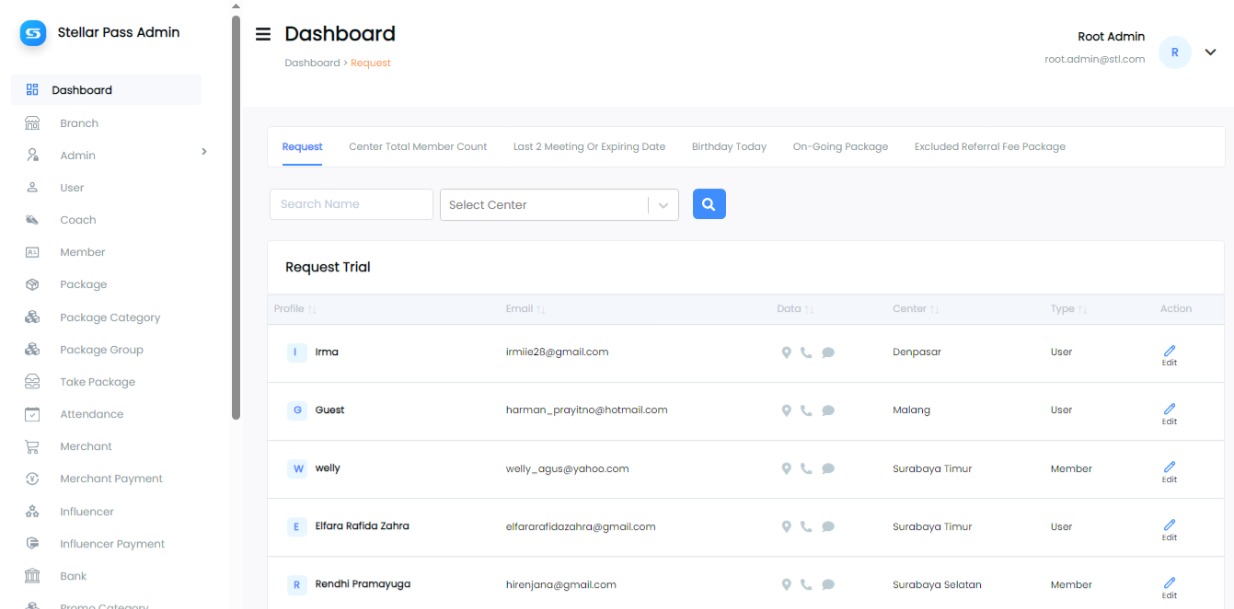 Stellar Pass Admin
Dashboard
Branch
Admin
User
Coach
Member
Package
Package Category
Package Group
Take Package
Attendance
Merchant
Merchant Payment
Influencer
Influencer Payment
Bank
Promo Category
Dashboard
Dashboard > Request
Root Admin
root.admin@stl.com
R
Request Center Total Member Count Last 2 Meeting Or Expiring Date Birthday Today On-Going Package Excluded Referral Fee Package
Search Name Select Center
Request Trial
Profile Email Data Center Type Action
I Irma irmiie28@gmail.com Denpasar User Edit
G Guest harman_prayitno@hotmail.com Malang User Edit
W welly welly_agus@yahoo.com Surabaya Timur Member Edit
E Elfara Rafida Zahra elfararafidazahra@gmail.com Surabaya Timur User Edit
R Rendhi Pramayuga hirenjana@gmail.com Surabaya Selatan Member Edit